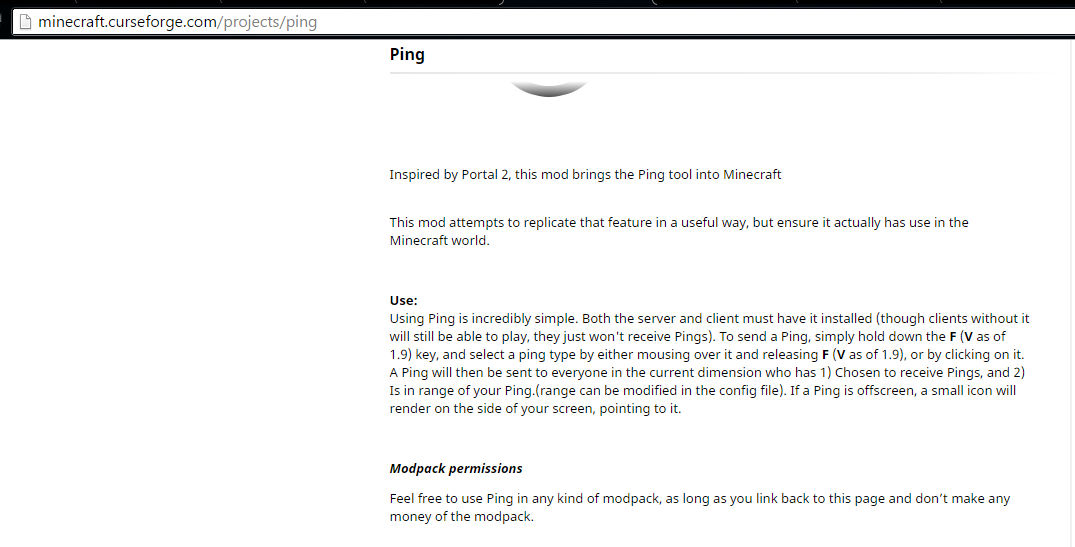 minecraft.curseforge.com/projects/ping
Ping
Inspired by Portal 2, this mod brings the Ping tool into Minecraft
This mod attempts to replicate that feature in a useful way, but ensure it actually has use in the
Minecraft world.
Use:
Using Ping is incredibly simple. Both the server and client must have it installed (though clients without it
will still be able to play, they just won't receive Pings). To send a Ping, simply hold down the F (V as of
1.9) key, and select a ping type by either mousing over it and releasing F (V as of 1.9), or by clicking on it.
A Ping will then be sent to everyone in the current dimension who has 1) Chosen to receive Pings, and 2)
Is in range of your Ping.(range can be modified in the config file). If a Ping is offscreen, a small icon will
render on the side of your screen, pointing to it.
Modpack permissions
Feel free to use Ping in any kind of modpack, as long as you link back to this page and don’t make any
money of the modpack.